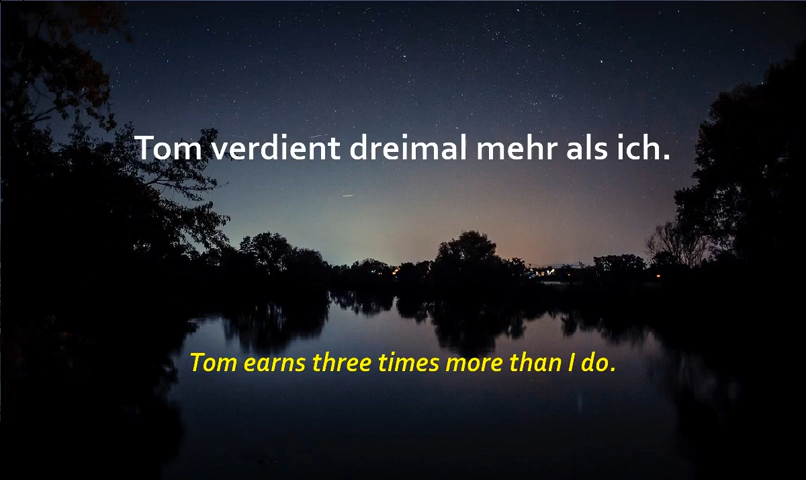 Tom verdient dreimal mehr als ich.
Tom earns three times more than I do.